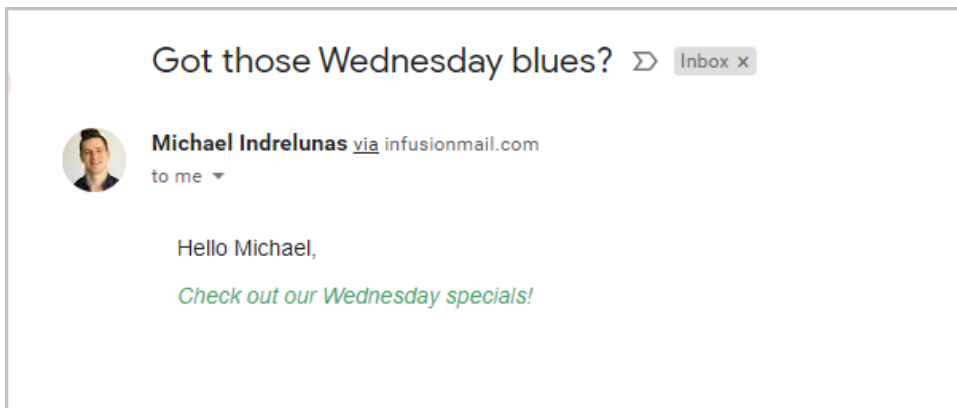 Got those Wednesday blues? Inbox x
Michael Indrelunas via infusionmail.com
to me
Hello Michael,
Check out our Wednesday specials!